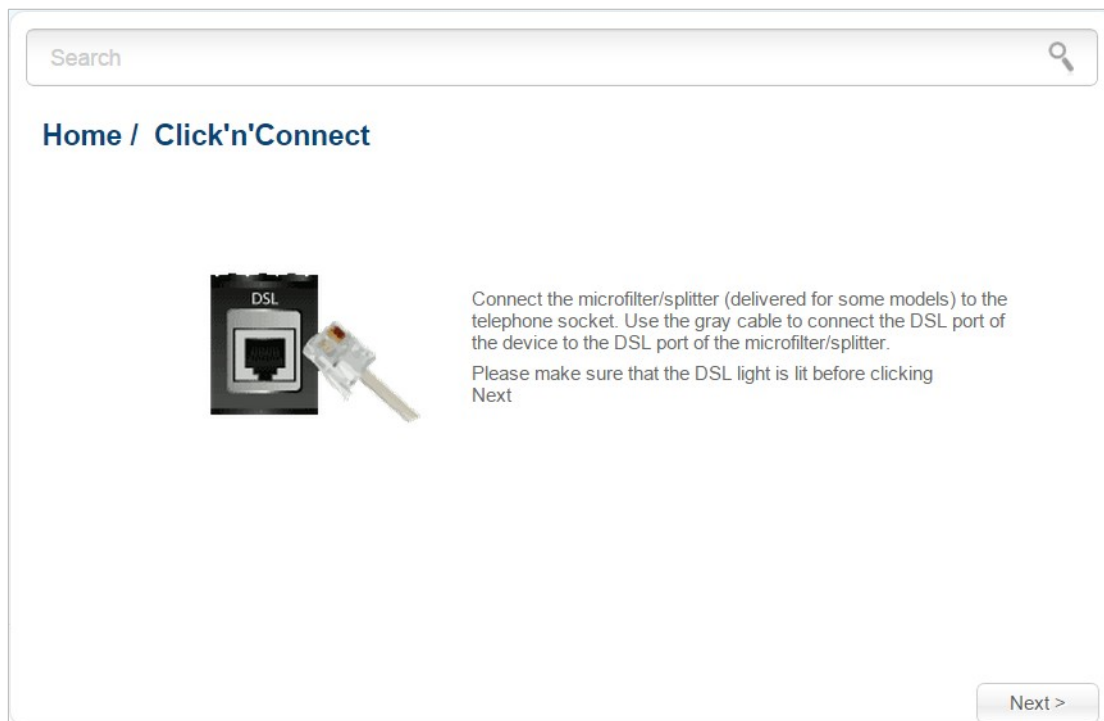 Search
Home / Click'n'Connect
DSL
Connect the microfilter/splitter (delivered for some models) to the
telephone socket. Use the gray cable to connect the DSL port of
the device to the DSL port of the microfilter/splitter.
Please make sure that the DSL light is lit before clicking
Next
Next >